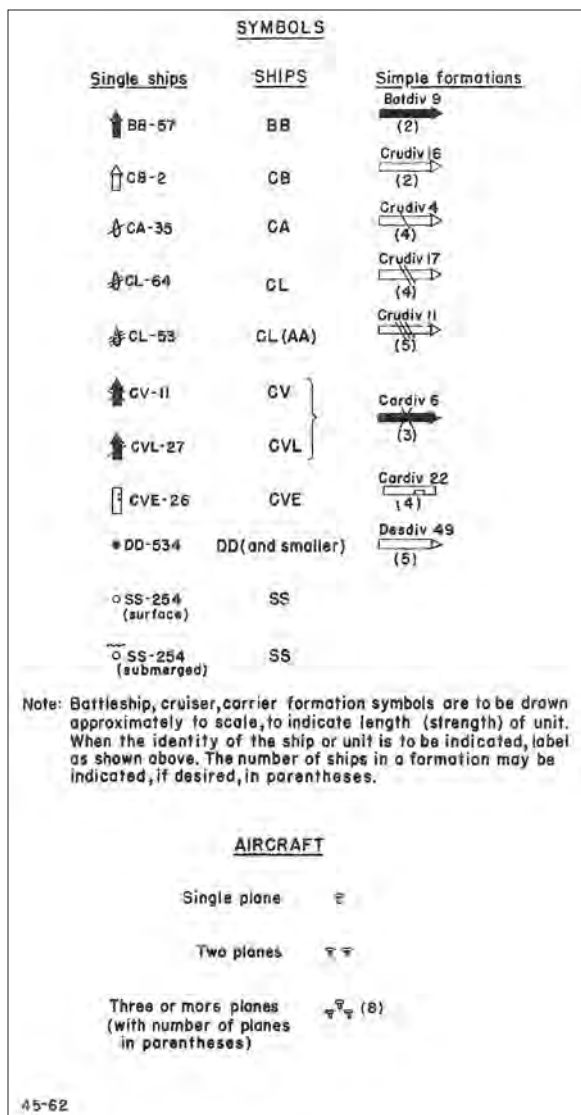 SYMBOLS
Single ships SHIPS Simple formations
Batdiv 9
BB-57 BB (2)
Crudiv 16
CB-2 CB (2)
Crudiv 4
CA-35 CA (4)
Crudiv 17
CL-64 CL (4)
Crudiv 11
CL-53 CL(AA) (5)
CV-11 CV Cardiv 6
(3)
CVL-27 CVL
Cardiv 22
CVE-26 CVE (4)
Desdiv 49
DD-534 DD(and smaller) (5)
SS-254 SS
(surface)
SS-254 SS
(submerged)
Note: Battleship, cruiser, carrier formation symbols are to be drawn
approximately to scale, to indicate length (strength) of unit.
When the identity of the ship or unit is to be indicated, label
as shown above. The number of ships in a formation may be
indicated, if desired, in parentheses.
AIRCRAFT
Single plane
Two planes
Three or more planes (8)
(with number of planes
in parentheses)
45-62